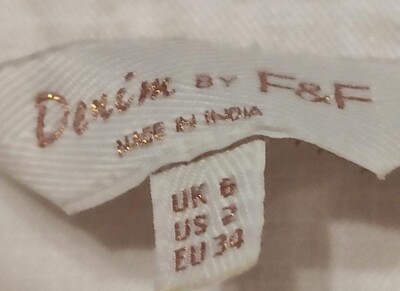 Denim BY F&F
MADE IN INDIA
UK 6
US 2
EU 34